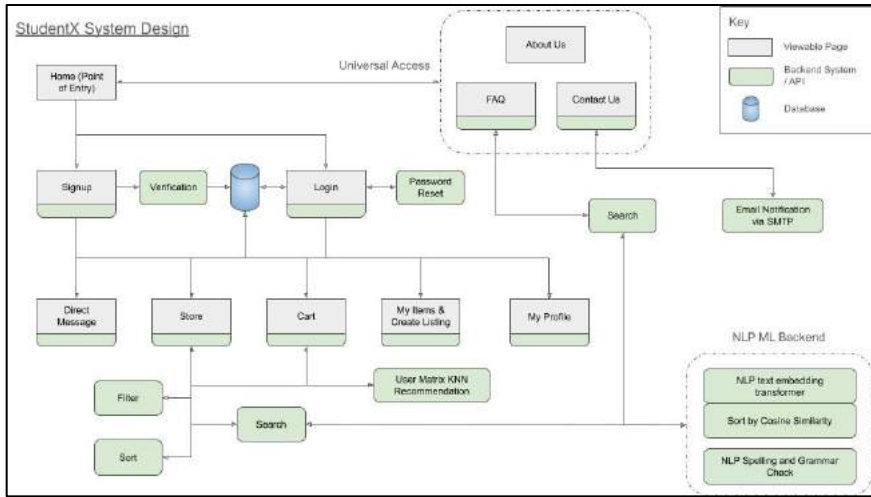 StudentX System Design
Key
Viewable Page
Backend System
/ API
Database
Universal Access
About Us
Home (Point
of Entry)
FAQ
Contact Us
Signup
Verification
Login
Password
Reset
Search
Email Notification
via SMTP
Direct
Message
Store
Cart
My Items &
Create Listing
My Profile
NLP ML Backend
Filter
User Matrix KNN
Recommendation
NLP text embedding
transformer
Search
Sort by Cosine Similarity
Sort
NLP Spelling and Grammar
Check